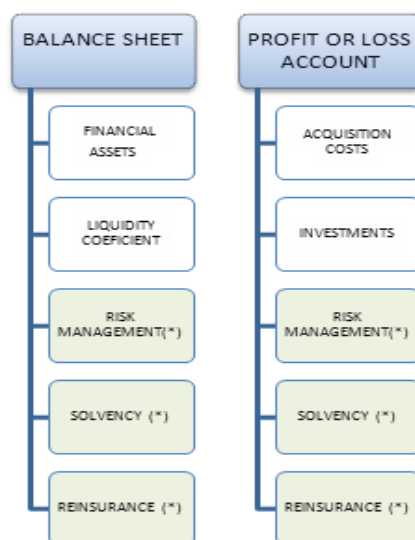 BALANCE SHEET
FINANCIAL
ASSETS
LIQUIDITY
COEFICIENT
RISK
MANAGEMENT(*)
SOLVENCY (*)
REINSURANCE (*)
PROFIT OR LOSS
ACCOUNT
ACQUISITION
COSTS
INVESTMENTS
RISK
MANAGEMENT(*)
SOLVENCY (*)
REINSURANCE (*)